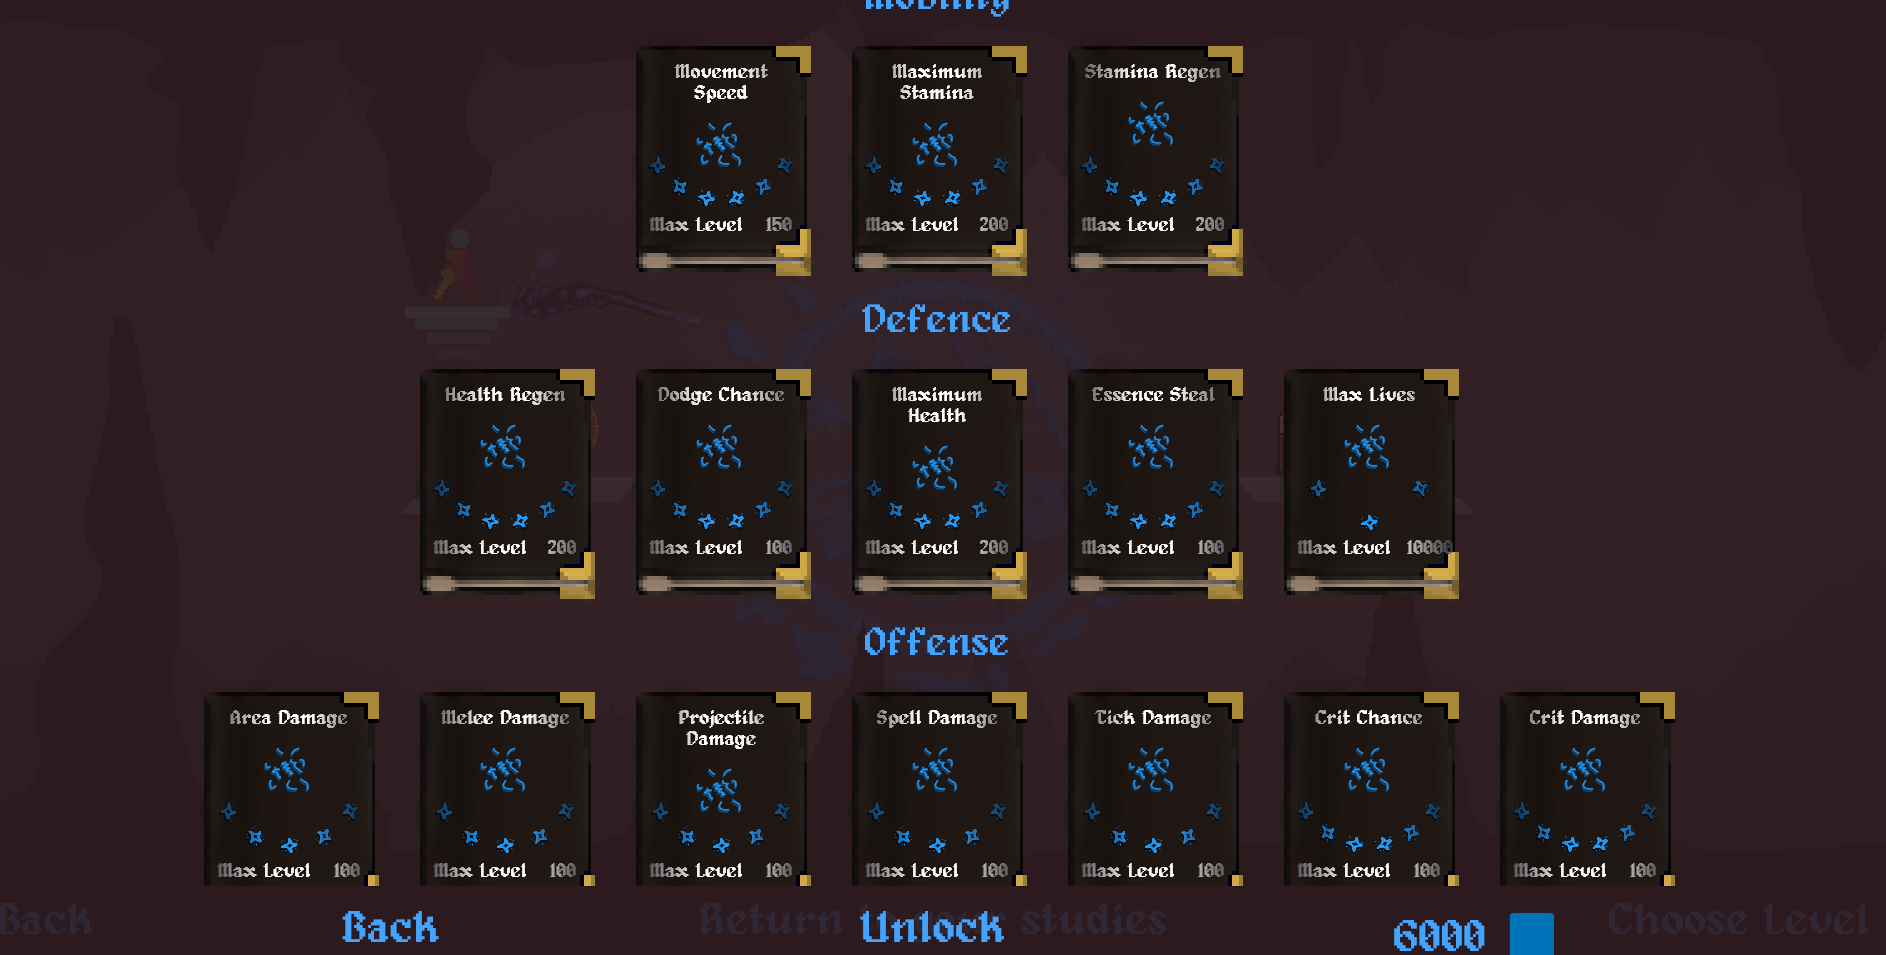 Mobility
Movement Speed
Maximum Stamina
Stamina Regen
Max Level 150
Max Level 200
Max Level 200
Defence
Health Regen
Dodge Chance
Maximum Health
Essence Steal
Max Lives
Max Level 200
Max Level 100
Max Level 200
Max Level 100
Max Level 10000
Offense
Area Damage
Melee Damage
Projectile Damage
Spell Damage
Tick Damage
Crit Chance
Crit Damage
Max Level 100
Max Level 100
Max Level 100
Max Level 100
Max Level 100
Max Level 100
Max Level 100
Back
Back
Return to your studies
Unlock
6000
Choose Level